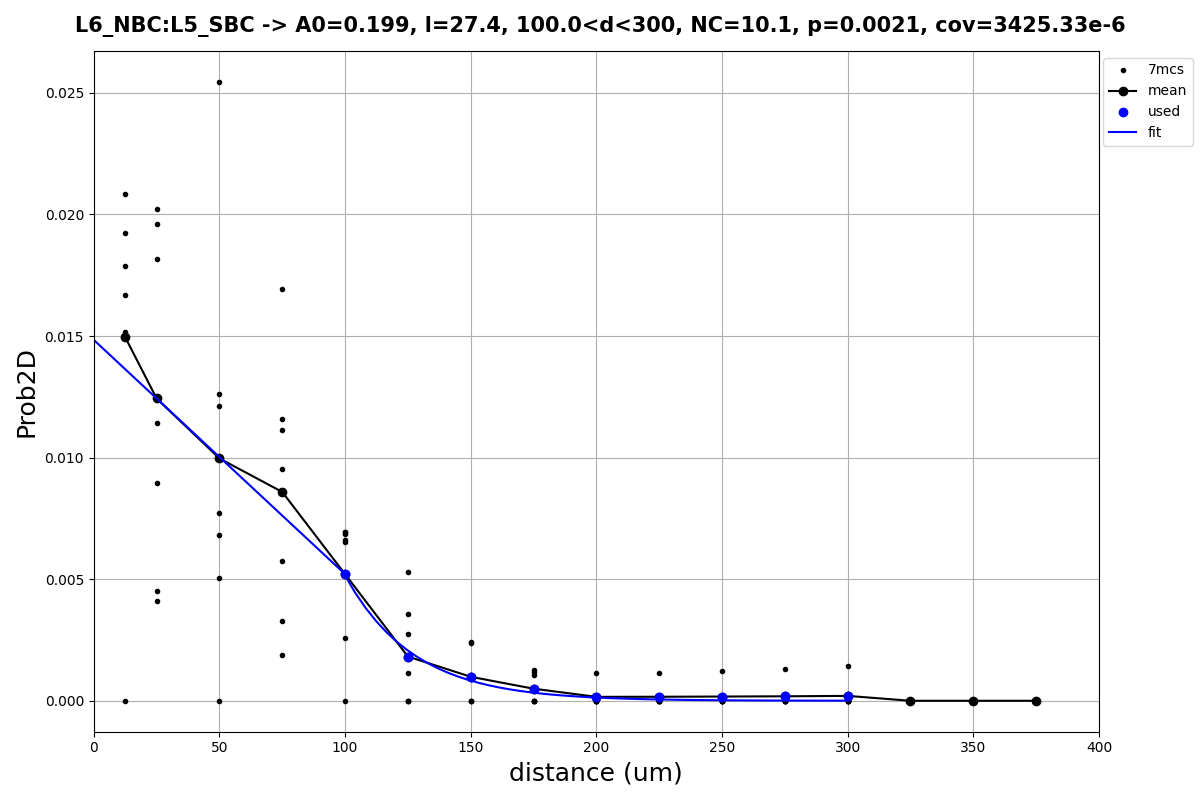 L6_NBC:L5_SBC -> A0=0.199, l=27.4, 100.0<d<300, NC=10.1, p=0.0021, cov=3425.33e-6
7mcs
mean
used
fit
0.025
0.020
0.015
0.010
0.005
0.000
Prob2D
0 50 100 150 200 250 300 350 400
distance (um)